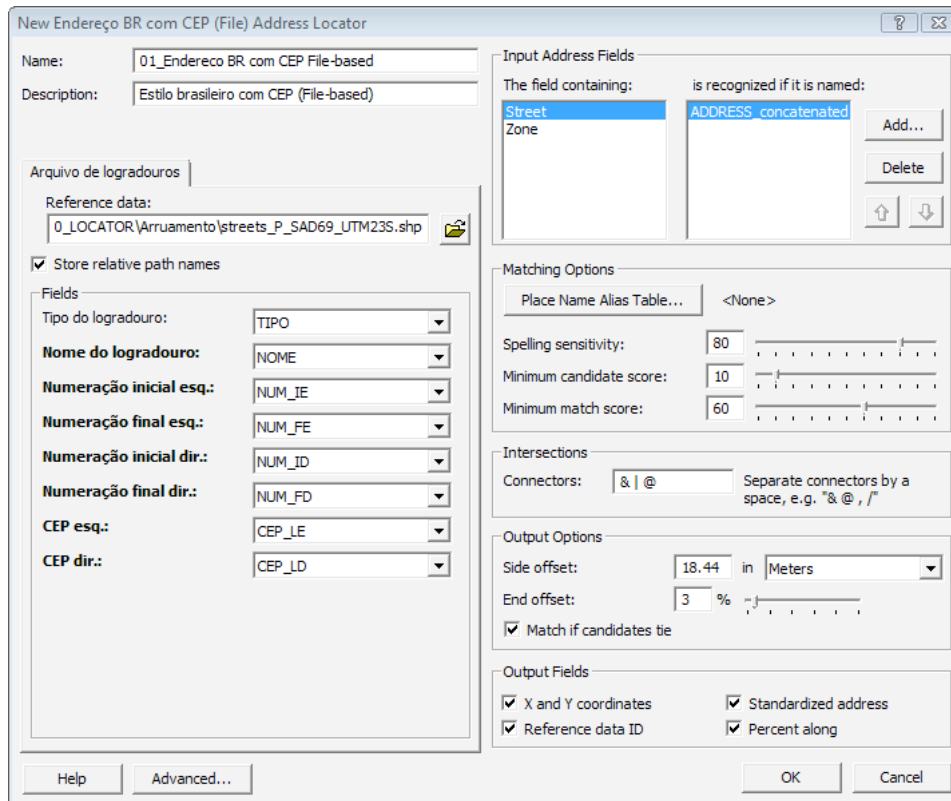 New Endereço BR com CEP (File) Address Locator
Name: 01_Endereco BR com CEP File-based
Description: Estilo brasileiro com CEP (File-based)
Arquivo de logradouros
Reference data:
0_LOCATOR\Arruamento\streets_P_SAD69_UTM23S.shp
Store relative path names
Fields
Tipo do logradouro: TIPO
Nome do logradouro: NOME
Numeração inicial esq.: NUM_IE
Numeração final esq.: NUM_FE
Numeração inicial dir.: NUM_ID
Numeração final dir.: NUM_FD
CEP esq.: CEP_LE
CEP dir.: CEP_LD
Help Advanced...
Input Address Fields
The field containing: is recognized if it is named:
Street ADDRESS_concatenated
Zone
Add...
Delete
Matching Options
Place Name Alias Table... <None>
Spelling sensitivity: 80
Minimum candidate score: 10
Minimum match score: 60
Intersections
Connectors: & | @ Separate connectors by a
space, e.g. "& @ , /"
Output Options
Side offset: 18.44 in Meters
End offset: 3 %
Match if candidates tie
Output Fields
X and Y coordinates Standardized address
Reference data ID Percent along
OK Cancel